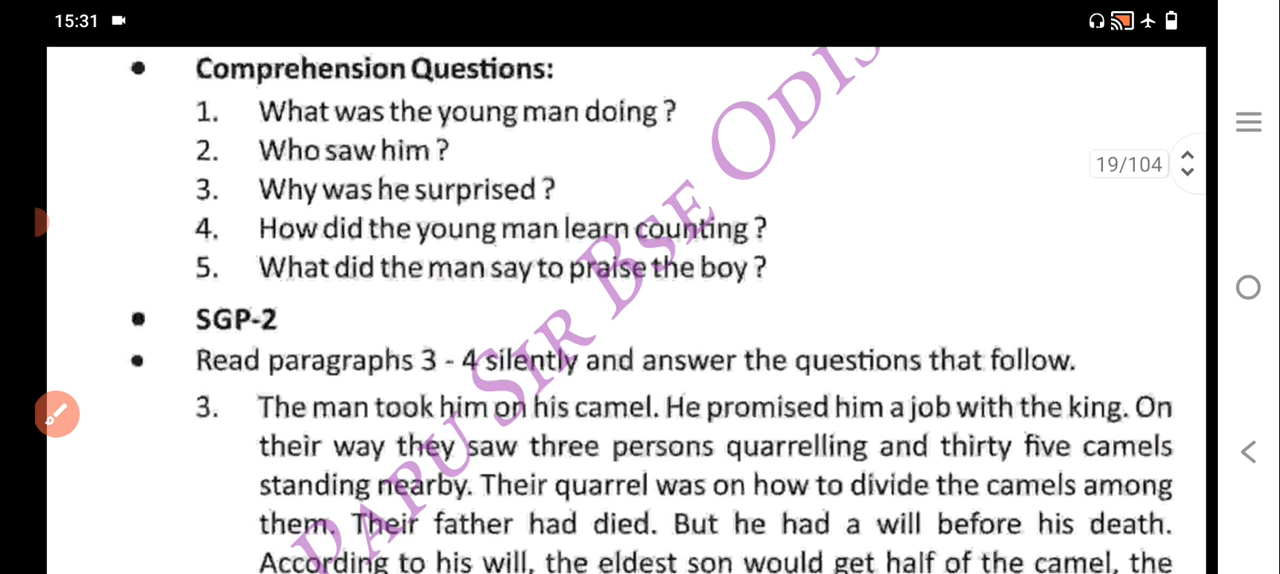 15:31
Comprehension Questions:
1. What was the young man doing ?
2. Who saw him ?
19/104
3. Why was he surprised ?
4. How did the young man learn counting ?
5. What did the man say to praise the boy ?
SGP-2
Read paragraphs 3 - 4 silently and answer the questions that follow.
3. The man took him on his camel. He promised him a job with the king. On
their way they saw three persons quarrelling and thirty five camels
standing nearby. Their quarrel was on how to divide the camels among
them. Their father had died. But he had a will before his death.
According to his will, the eldest son would get half of the camel, the
PAPU SIR BSE ODIS